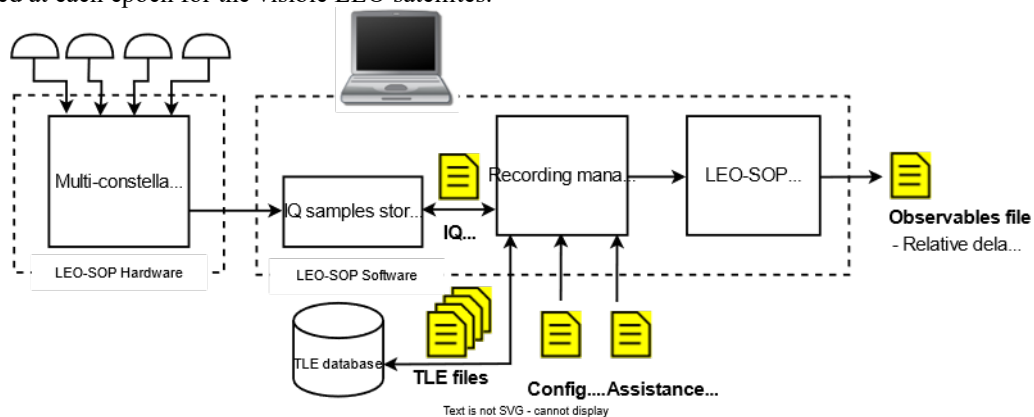 ed at each epoch for the visible LEO satellites.
Multi-constella...
IQ samples stor...
IQ...
Recording mana...
LEO-SOP...
Observables file
- Relative dela...
LEO-SOP Hardware
LEO-SOP Software
TLE database
TLE files
Config....
Assistance...
Text is not SVG - cannot display